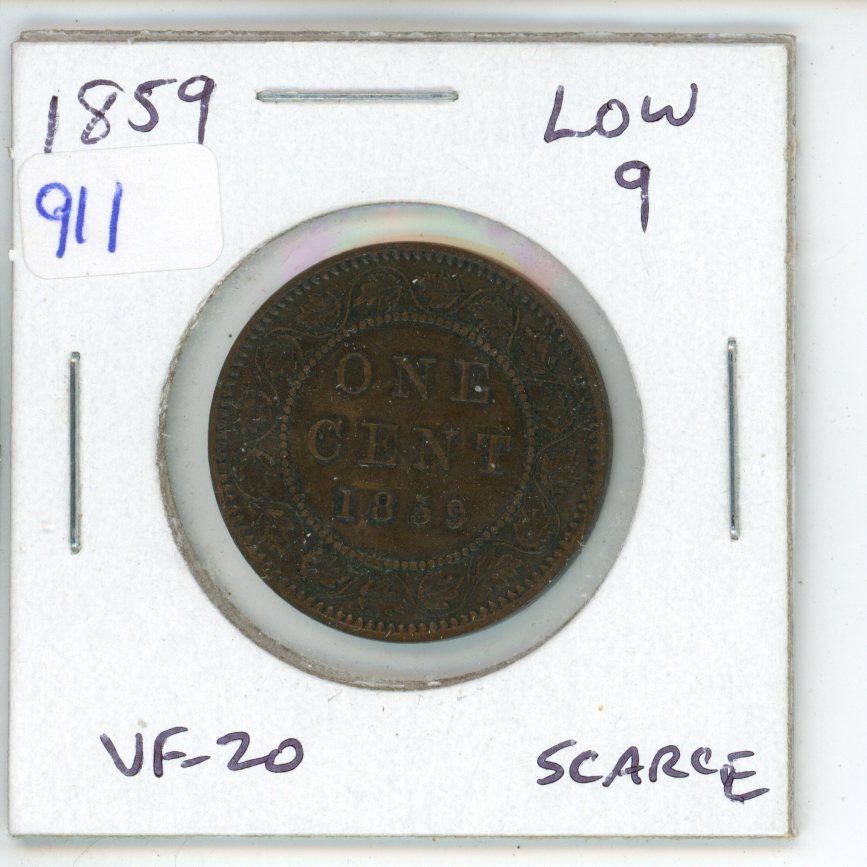 1859
LOW
9
911
ONE
CENT
1859
VF-20
SCARCE